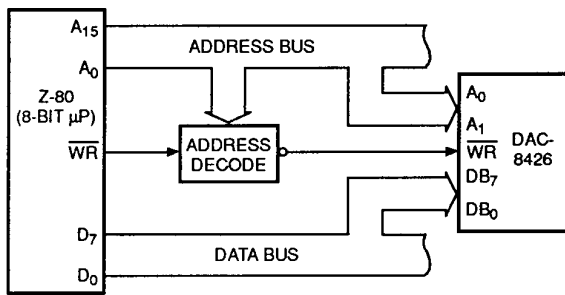 A15
ADDRESS BUS
A0
Z-80
(8-BIT µP)
WR
ADDRESS
DECODE
D7
DATA BUS
D0
A0
A1
WR
DAC-
8426
DB7
DB0